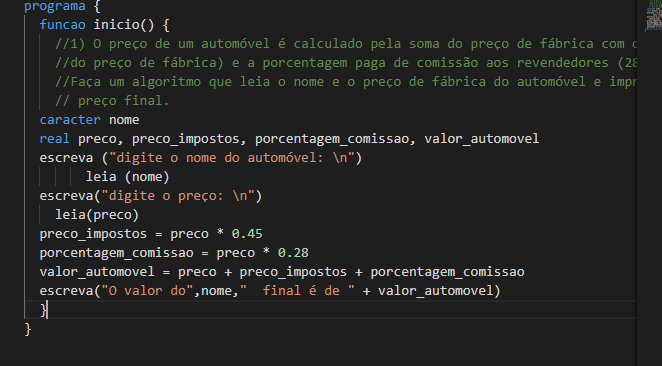 programa {
funcao inicio() {
//1) O preço de um automóvel é calculado pela soma do preço de fábrica com
//do preço de fábrica) e a porcentagem paga de comissão aos revendedores (28
//Faça um algoritmo que leia o nome e o preço de fábrica do automóvel e
// preço final.
caracter nome
real preco, preco_impostos, porcentagem_comissao, valor_automovel
escreva ("digite o nome do automóvel: \n")
leia (nome)
escreva("digite o preço: \n")
leia(preco)
preco_impostos = preco * 0.45
porcentagem_comissao = preco * 0.28
valor_automovel = preco + preco_impostos + porcentagem_comissao
escreva("O valor do",nome,"  final é de " + valor_automovel)
}
}